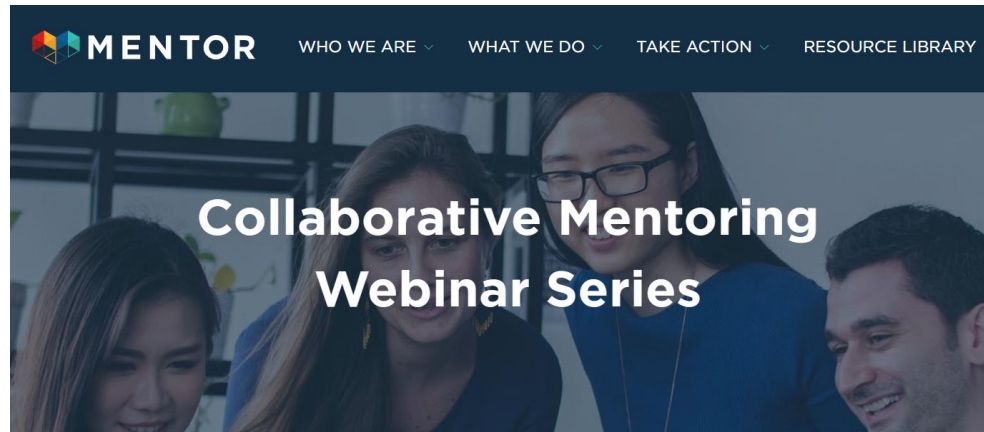 MENTOR
WHO WE ARE
WHAT WE DO
TAKE ACTION
RESOURCE LIBRARY
Collaborative Mentoring
Webinar Series